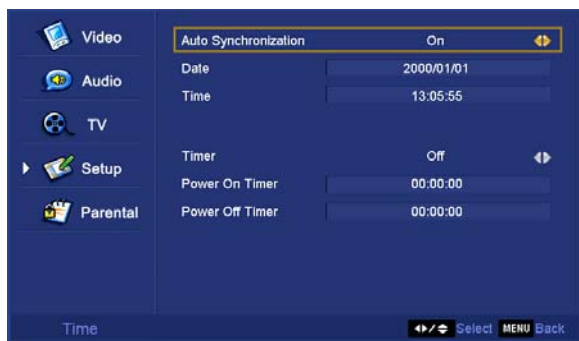 Video
Audio
TV
Setup
Parental
Auto Synchronization On
Date 2000/01/01
Time 13:05:55
Timer Off
Power On Timer 00:00:00
Power Off Timer 00:00:00
Time
Select MENU Back